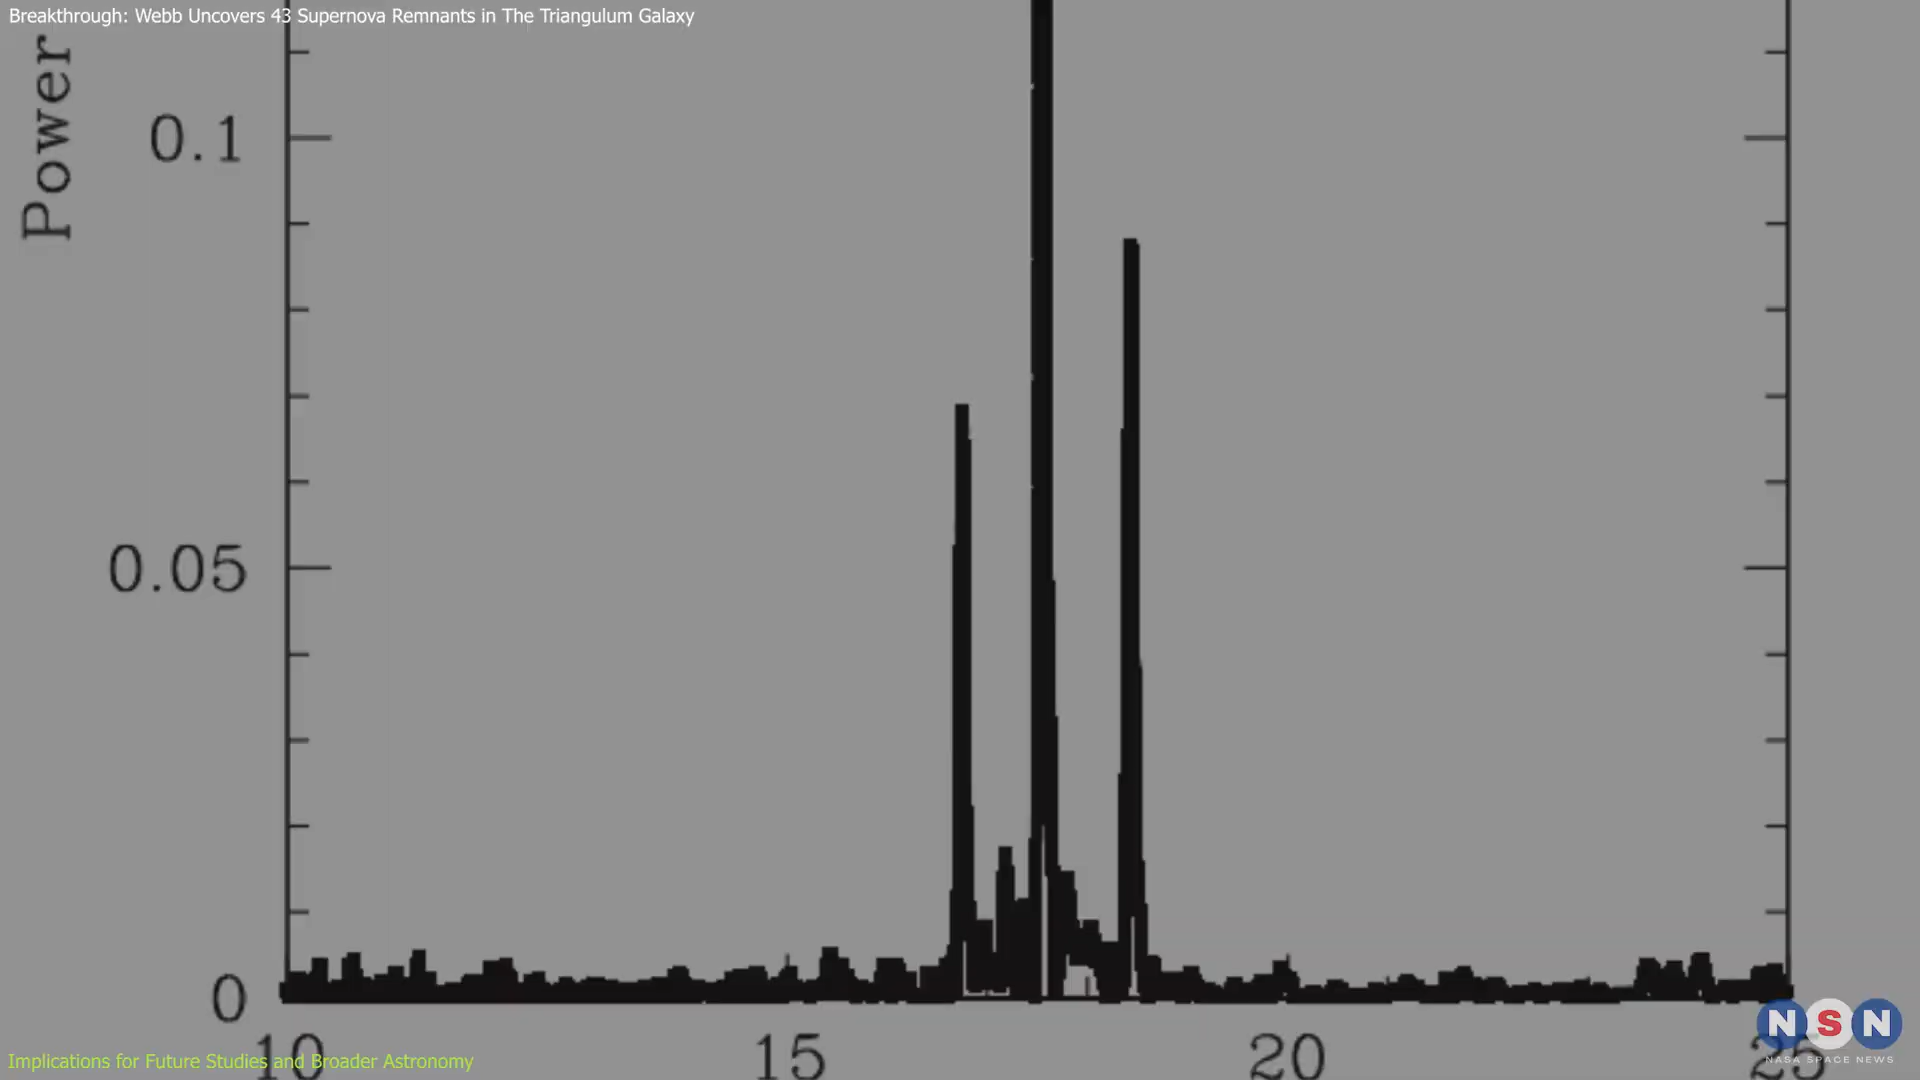 Breakthrough: Webb Uncovers 43 Supernova Remnants in The Triangulum Galaxy
Power
0.1
0.05
0
10
15
20
25
Implications for Future Studies and Broader Astronomy
NSN
NASA SPACE NEWS